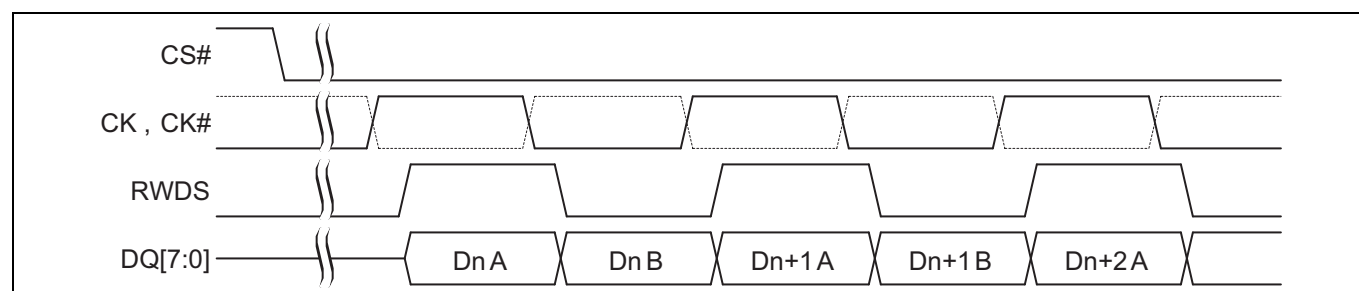 CS#
CK , CK#
RWDS
DQ[7:0]
Dn A
Dn B
Dn+1 A
Dn+1 B
Dn+2 A